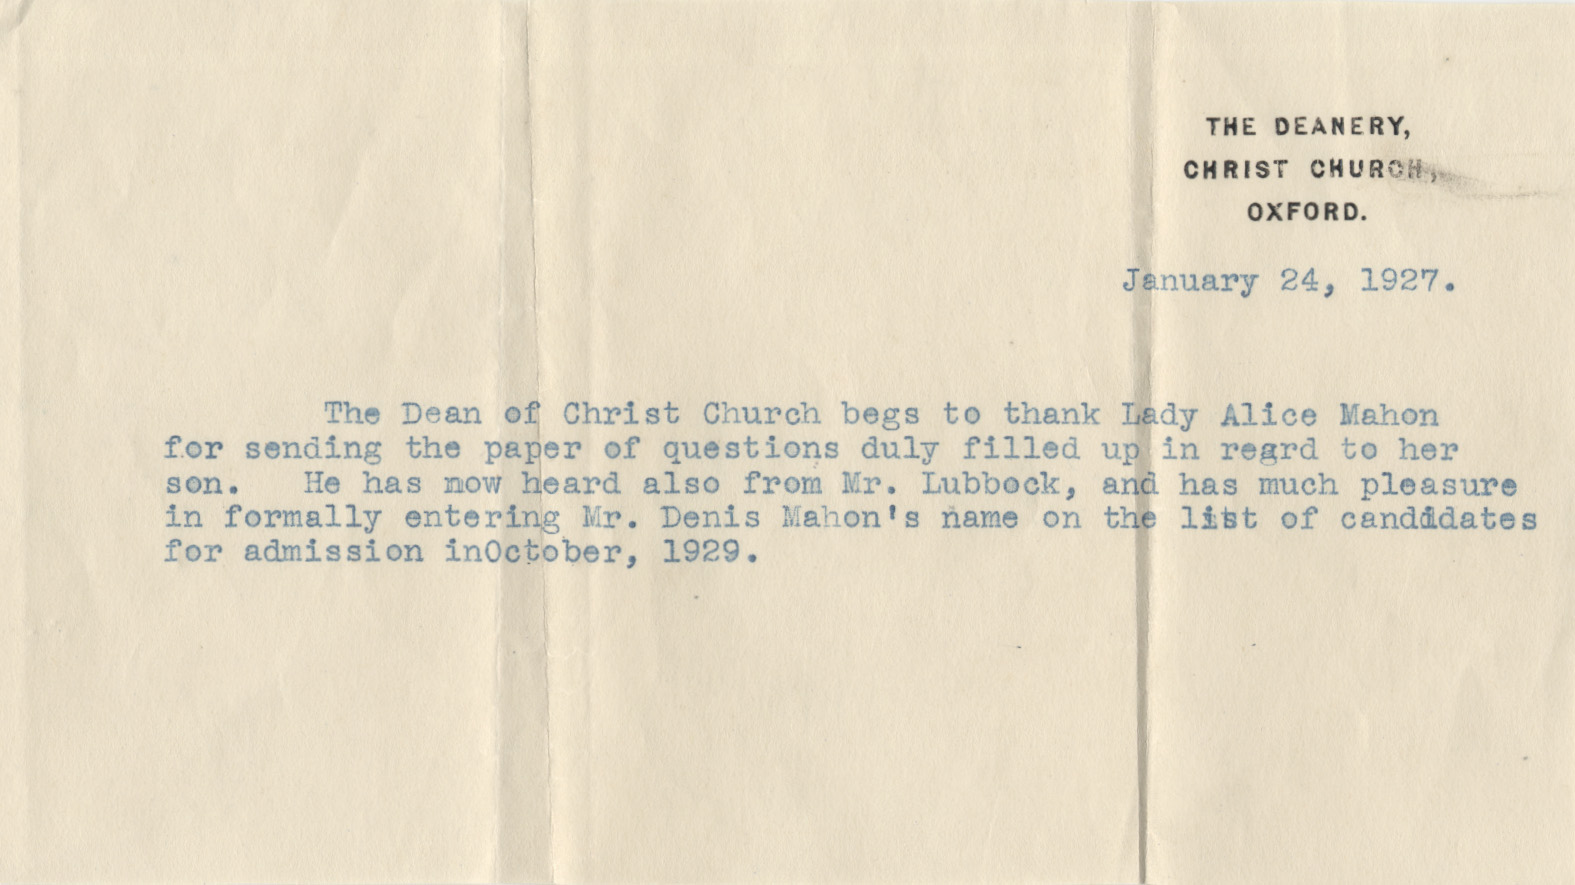 THE DEANERY,
CHRIST CHURCH,
OXFORD.
January 24, 1927.
The Dean of Christ Church begs to thank Lady Alice Mahon
for sending the paper of questions duly filled up in regrd to her
son. He has now heard also from Mr. Lubbock, and has much pleasure
in formally entering Mr. Denis Mahon's name on the list of candidates
for admission inOctober, 1929.